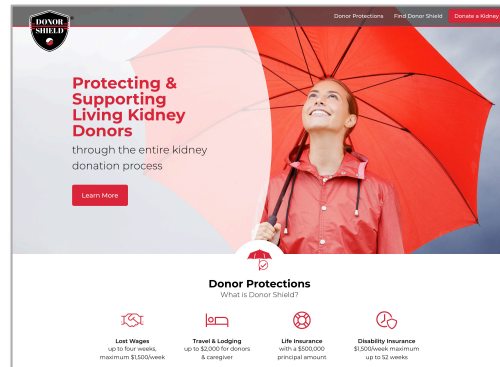 DONOR
SHIELD
Donor Protections
Find Donor Shield
Donate a Kidney
Protecting &
Supporting
Living Kidney
Donors
through the entire kidney
donation process
Learn More
Donor Protections
What is Donor Shield?
Lost Wages
up to four weeks,
maximum $1,500/week
Travel & Lodging
up to $2,000 for donors
& caregiver
Life Insurance
with a $500,000
principal amount
Disability Insurance
$1,500/week maximum
up to 52 weeks